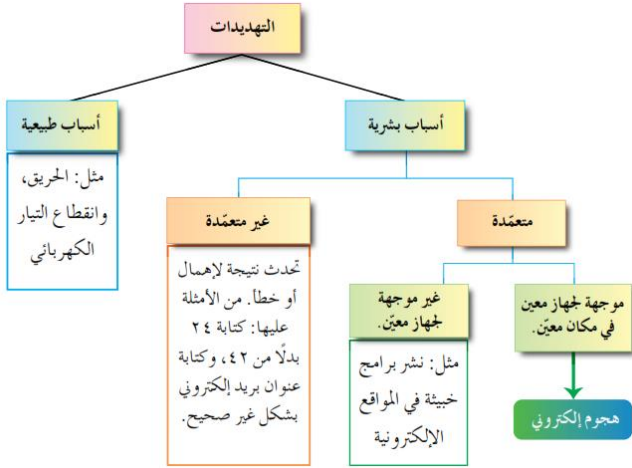 التهديدات
أسباب بشرية
أسباب طبيعية
مثل: الحريق،
وانقطاع التيار
الكهربائي
متعمّدة
غير متعمّدة
تحدث نتيجة لإهمال
أو خطأ. من الأمثلة
عليها: كتابة ٢٤
بدلًا من ٤٢، وكتابة
عنوان بريد إلكتروني
بشكل غير صحيح.
موجهة لجهاز معين
في مكان معيّن.
هجوم إلكتروني
غير موجهة
لجهاز معيّن.
مثل: نشر برامج
خبيثة في المواقع
الإلكترونية